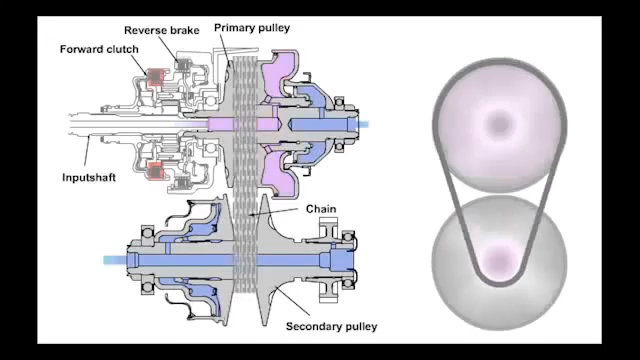 Reverse brake
Primary pulley
Forward clutch
Inputshaft
Chain
Secondary pulley